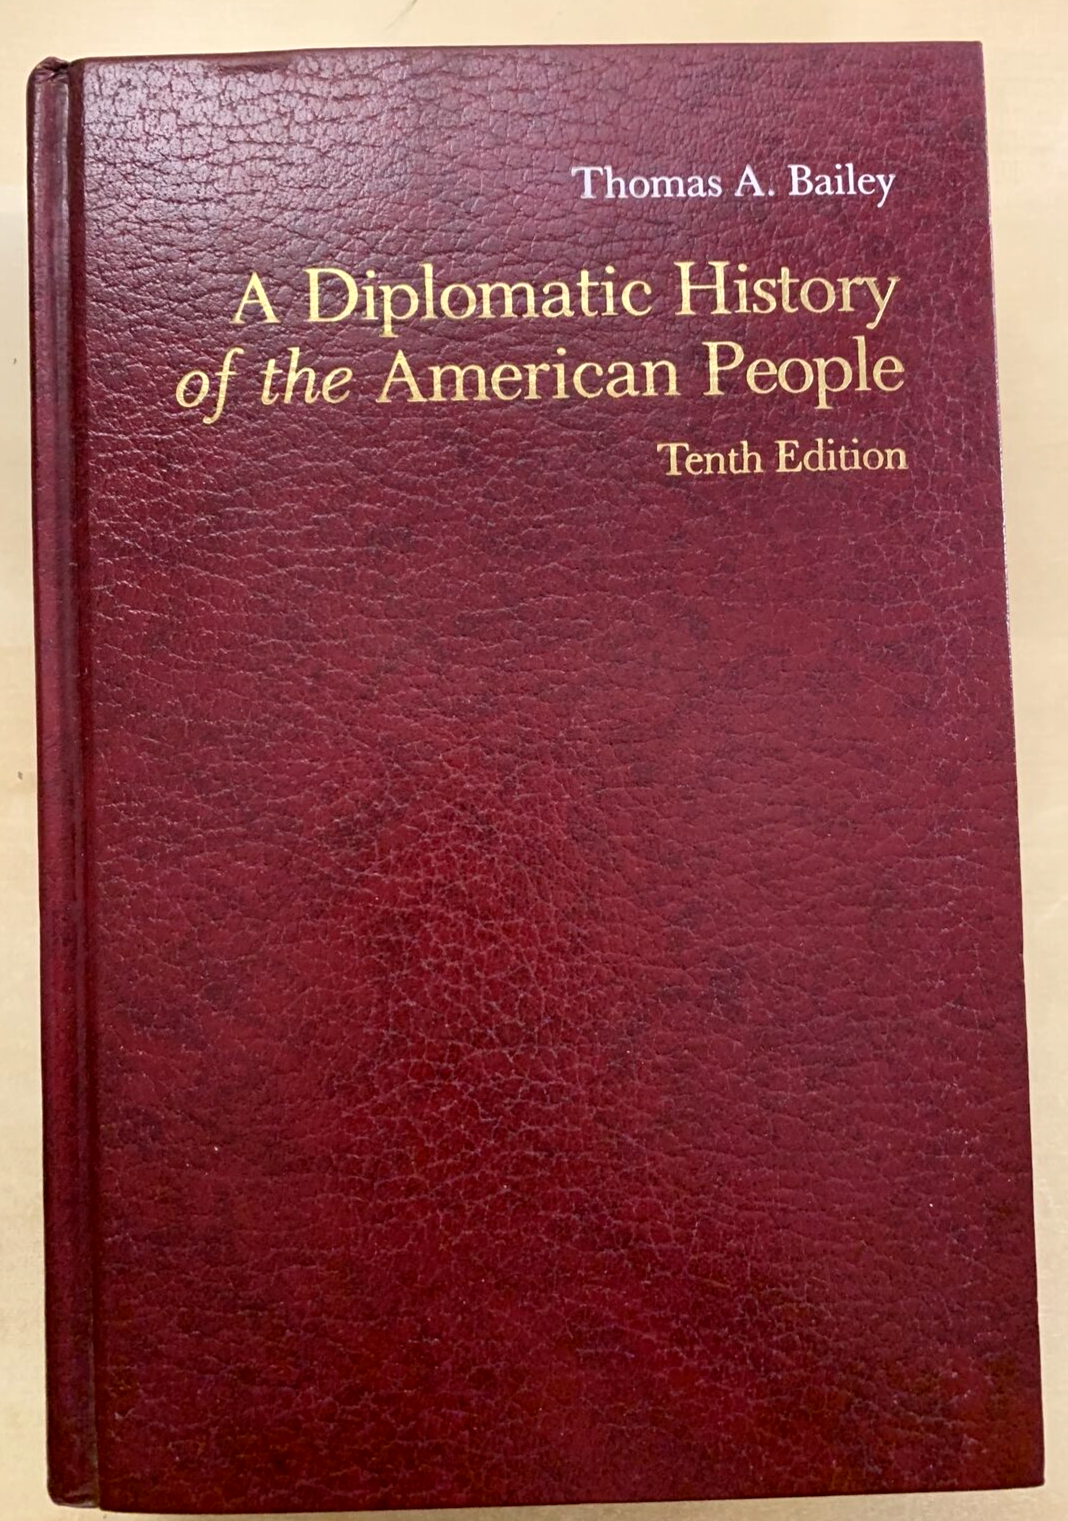 Thomas A. Bailey
A Diplomatic History
of the American People
Tenth Edition